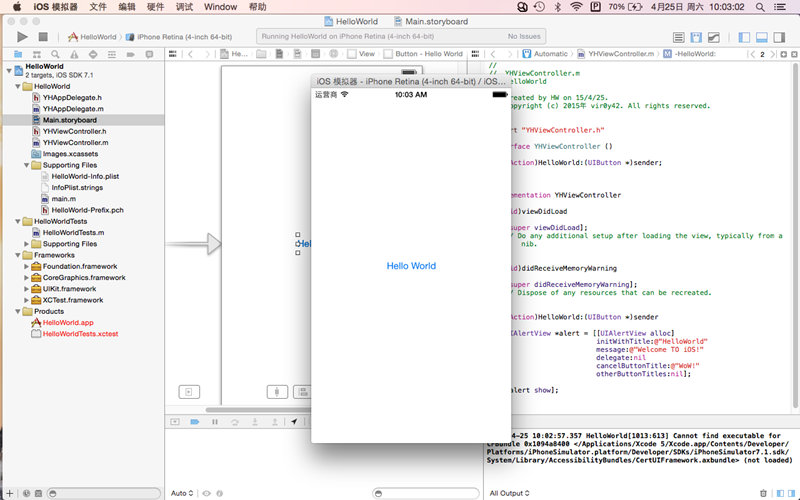 iOS 模拟器 文件 编辑 硬件 调试 Window 帮助 70% 4月25日 周六 10:03:02
HelloWorld Main.storyboard
HelloWorld iPhone Retina (4-inch 64-bit) Running HelloWorld on iPhone Retina (4-inch 64-bit) No Issues
He... View Button - Hello World Automatic YHViewController.m -HelloWorld: 2
HelloWorld
2 targets, iOS SDK 7.1
HelloWorld
YHAppDelegate.h
YHAppDelegate.m
Main.storyboard
YHViewController.h
YHViewController.m
Images.xcassets
Supporting Files
HelloWorld-Info.plist
InfoPlist.strings
main.m
HelloWorld-Prefix.pch
HelloWorldTests
HelloWorldTests.m
Supporting Files
Frameworks
Foundation.framework
CoreGraphics.framework
UIKit.framework
XCTest.framework
Products
HelloWorld.app
HelloWorldTests.xctest
Hel
iOS 模拟器 - iPhone Retina (4-inch 64-bit) / iOS...
运营商 10:03 AM
Hello World
//
// YHViewController.m
HelloWorld
created by HW on 15/4/25.
Copyright (c) 2015年 vir0y42. All rights reserved.
rt "YHViewController.h"
erface YHViewController ()
Action)HelloWorld:(UIButton *)sender;
lementation YHViewController
id)viewDidLoad
super viewDidLoad];
/ Do any additional setup after loading the view, typically from a
nib.
id)didReceiveMemoryWarning
super didReceiveMemoryWarning];
/ Dispose of any resources that can be recreated.
Action)HelloWorld:(UIButton *)sender
UIAlertView *alert = [[UIAlertView alloc]
initWithTitle:@"HelloWorld"
message:@"Welcome TO iOS!"
delegate:nil
cancelButtonTitle:@"WoW!"
otherButtonTitles:nil];
alert show];
4-25 10:02:57.357 HelloWorld[1013:613] Cannot find executable for
CFBundle 0x1094a8400 </Applications/Xcode 5/Xcode.app/Contents/Developer/
Platforms/iPhoneSimulator.platform/Developer/SDKs/iPhoneSimulator7.1.sdk/
System/Library/AccessibilityBundles/CertUIFramework.axbundle> (not loaded)
Auto All Output